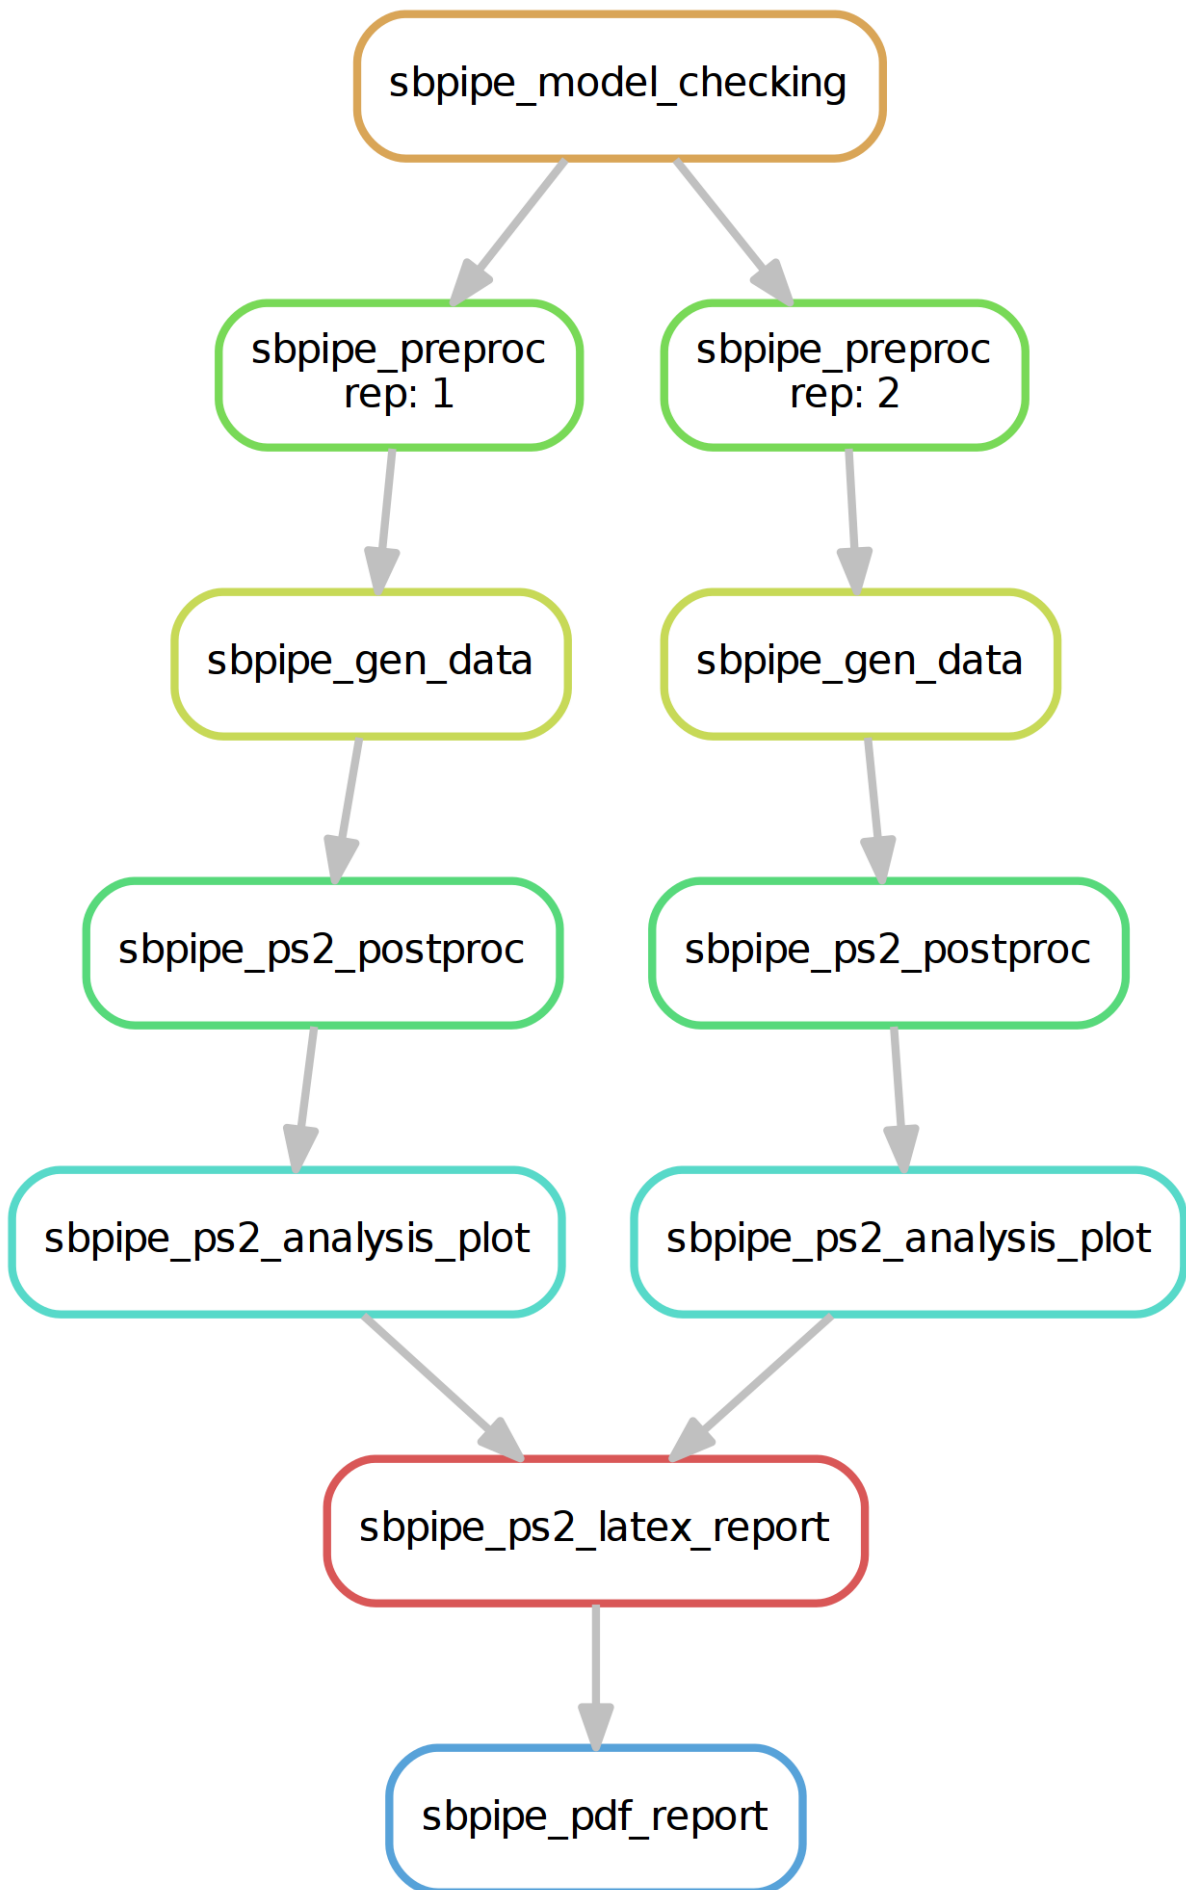 sbpipe_model_checking
sbpipe_preproc
rep: 1
sbpipe_preproc
rep: 2
sbpipe_gen_data
sbpipe_gen_data
sbpipe_ps2_postproc
sbpipe_ps2_postproc
sbpipe_ps2_analysis_plot
sbpipe_ps2_analysis_plot
sbpipe_ps2_latex_report
sbpipe_pdf_report